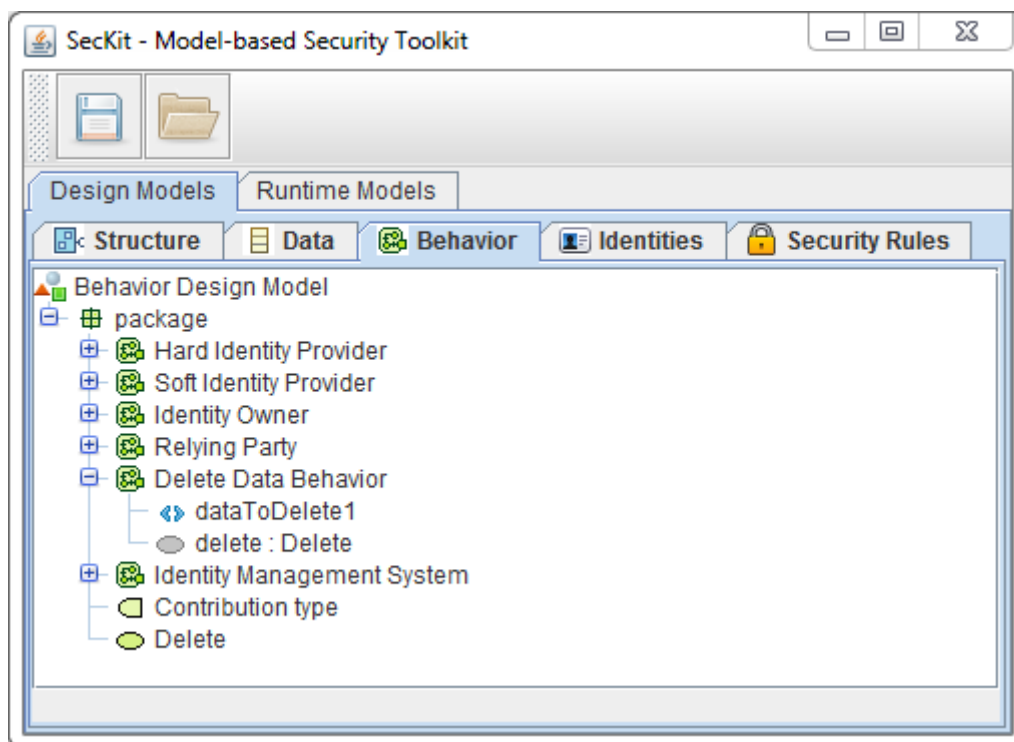 SecKit - Model-based Security Toolkit
Design Models Runtime Models
Structure Data Behavior Identities Security Rules
Behavior Design Model
package
Hard Identity Provider
Soft Identity Provider
Identity Owner
Relying Party
Delete Data Behavior
dataToDelete1
delete : Delete
Identity Management System
Contribution type
Delete